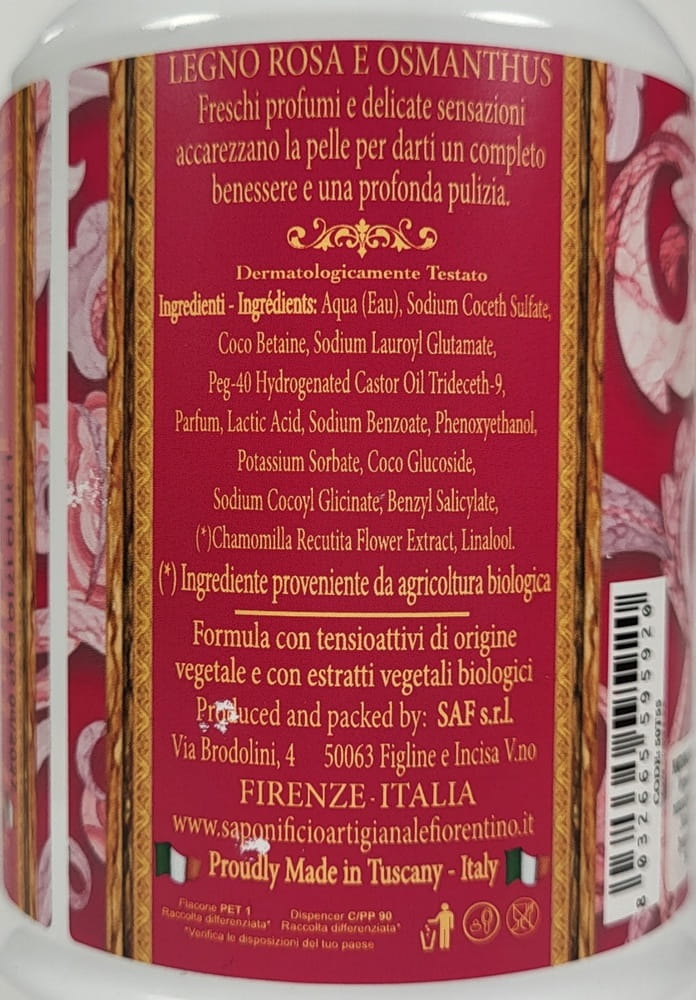 LEGNO ROSA E OSMANTHUS
Freschi profumi e delicate sensazioni
accarezzano la pelle per darti un completo
benessere e una profonda pulizia.
Dermatologicamente Testato
Ingredienti - Ingrédients: Aqua (Eau), Sodium Coceth Sulfate,
Coco Betaine, Sodium Lauroyl Glutamate,
Peg-40 Hydrogenated Castor Oil Trideceth-9,
Parfum, Lactic Acid, Sodium Benzoate, Phenoxyethanol,
Potassium Sorbate, Coco Glucoside,
Sodium Cocoyl Glicinate, Benzyl Salicylate,
(*)Chamomilla Recutita Flower Extract, Linalool.
(*) Ingrediente proveniente da agricoltura biologica
Formula con tensioattivi di origine
vegetale e con estratti vegetali biologici
Produced and packed by: SAF s.r.l.
Via Brodolini, 4 50063 Figline e Incisa V.no
FIRENZE - ITALIA
www.saponificioartigianalefiorentino.it
Proudly Made in Tuscany - Italy
Flacone PET 1
Raccolta differenziata*
Dispencer C/PP 90
Raccolta differenziata*
*Verifica le disposizioni del tuo paese
8 032665 595920
CODE: 50755